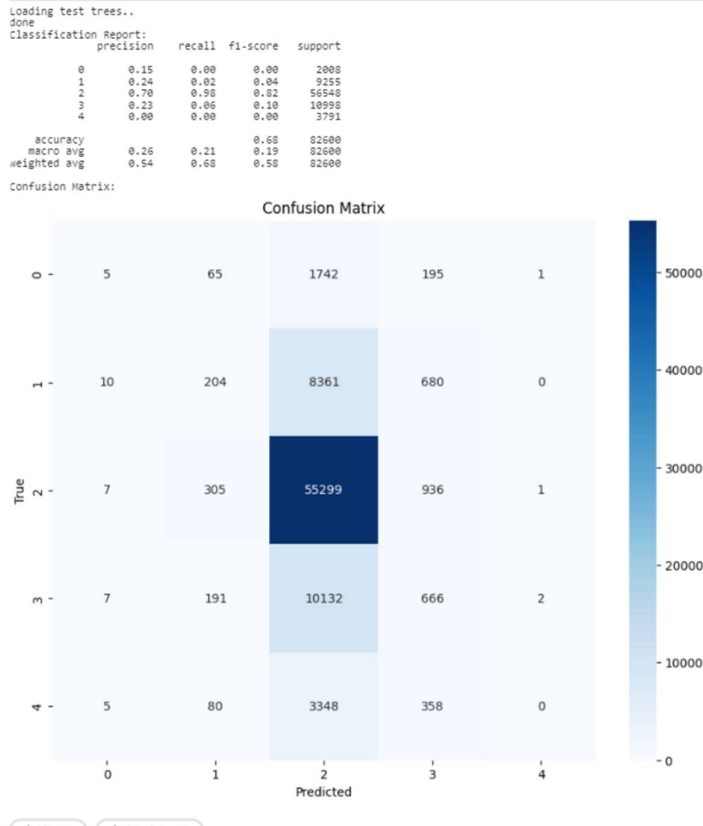 Loading test trees..
done
Classification Report:
precision recall f1-score support
0 0.15 0.00 0.00 2008
1 0.24 0.02 0.04 9255
2 0.70 0.98 0.82 56548
3 0.23 0.06 0.10 10998
4 0.00 0.00 0.00 3791
accuracy 0.68 82600
macro avg 0.26 0.21 0.19 82600
weighted avg 0.54 0.68 0.58 82600
Confusion Matrix:
Confusion Matrix
0 5 65 1742 195 1
1 10 204 8361 680 0
2 7 305 55299 936 1
3 7 191 10132 666 2
4 5 80 3348 358 0
True
0 1 2 3 4
Predicted
50000
40000
30000
20000
10000
0